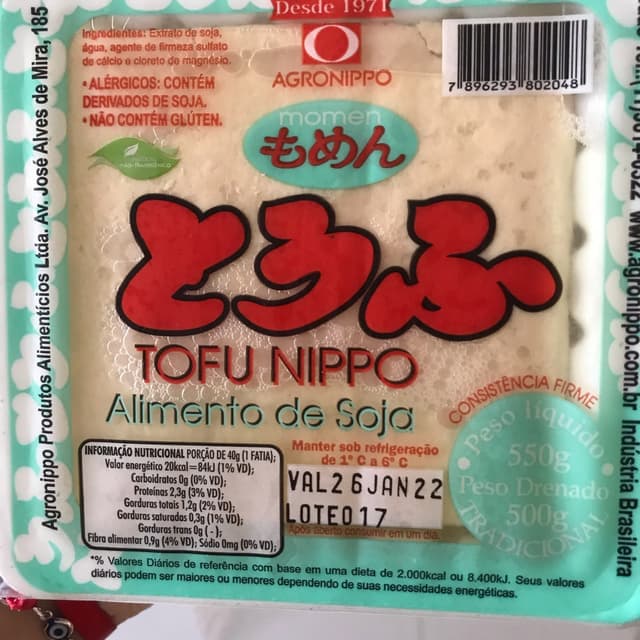 Desde 1971
Ingredientes: Extrato de soja,
água, agente de firmeza sulfato
de cálcio e cloreto de magnésio.
• ALÉRGICOS: CONTÉM
DERIVADOS DE SOJA.
• NÃO CONTÉM GLÚTEN.
AGRONIPPO
7 896293 802048
momen
もめん
とうふ
TOFU NIPPO
Alimento de Soja
CONSISTÊNCIA FIRME
Peso líquido
550g
Peso Drenado
500g
TRADICIONAL
INFORMAÇÃO NUTRICIONAL PORÇÃO DE 40g (1 FATIA);
Valor energético 20kcal=84kJ (1% VD);
Carboidratos 0g (0% VD);
Proteínas 2,3g (3% VD);
Gorduras totais 1,2g (2% VD);
Gorduras saturadas 0,3g (1% VD);
Gorduras trans 0g ( - );
Fibra alimentar 0,9g (4% VD); Sódio 0mg (0% VD);
Manter sob refrigeração
de 1° C a 6° C
VAL26JAN22
LOTE017
Após aberto consumir em um dia.
*% Valores Diários de referência com base em uma dieta de 2.000kcal ou 8.400kJ. Seus valores
diários podem ser maiores ou menores dependendo de suas necessidades energéticas.
Agronippo Produtos Alimentícios Ltda. Av. José Alves de Mira, 185
www.agronippo.com.br Indústria Brasileira